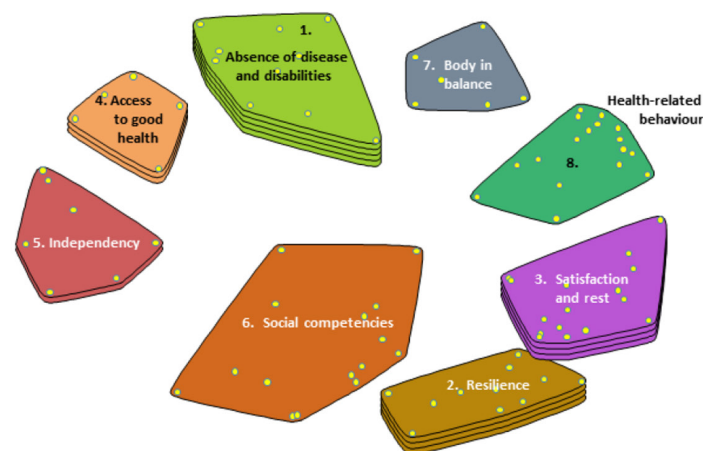 1.
Absence of disease
and disabilities
7. Body in
balance
4. Access
to good
health
Health-related
behaviour
8.
5. Independency
3. Satisfaction
and rest
6. Social competencies
2. Resilience